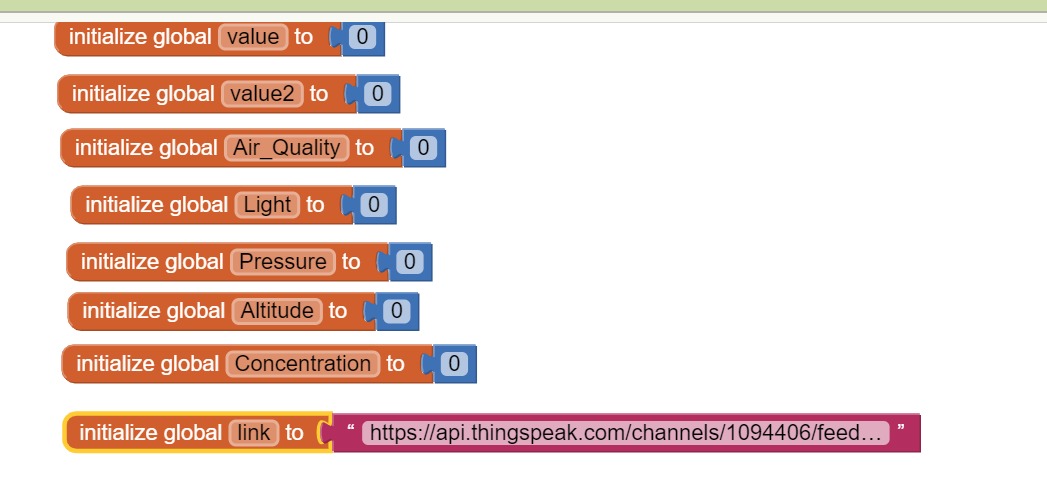 initialize global value to 0
initialize global value2 to 0
initialize global Air_Quality to 0
initialize global Light to 0
initialize global Pressure to 0
initialize global Altitude to 0
initialize global Concentration to 0
initialize global link to “ https://api.thingspeak.com/channels/1094406/feed... ”